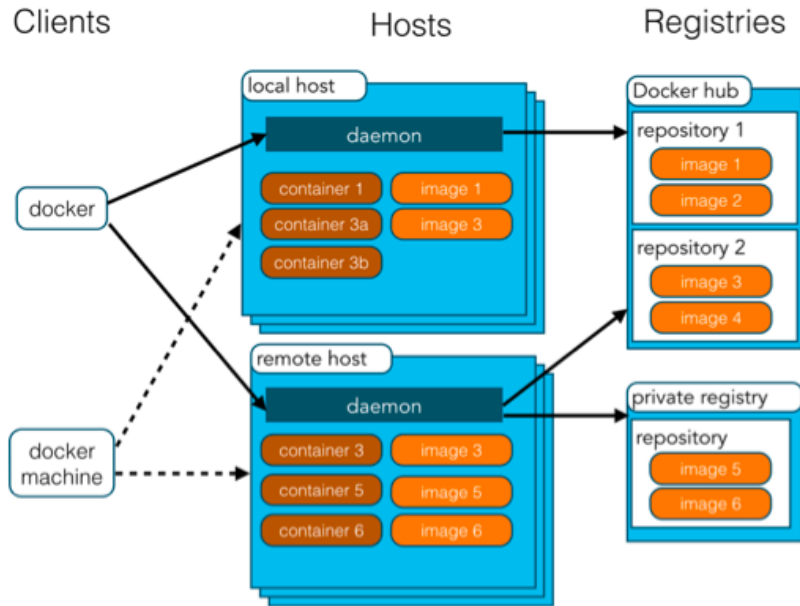 Clients
Hosts
Registries
local host
daemon
container 1
image 1
container 3a
image 3
container 3b
docker
remote host
daemon
container 3
image 3
container 5
image 5
container 6
image 6
docker
machine
Docker hub
repository 1
image 1
image 2
repository 2
image 3
image 4
private registry
repository
image 5
image 6